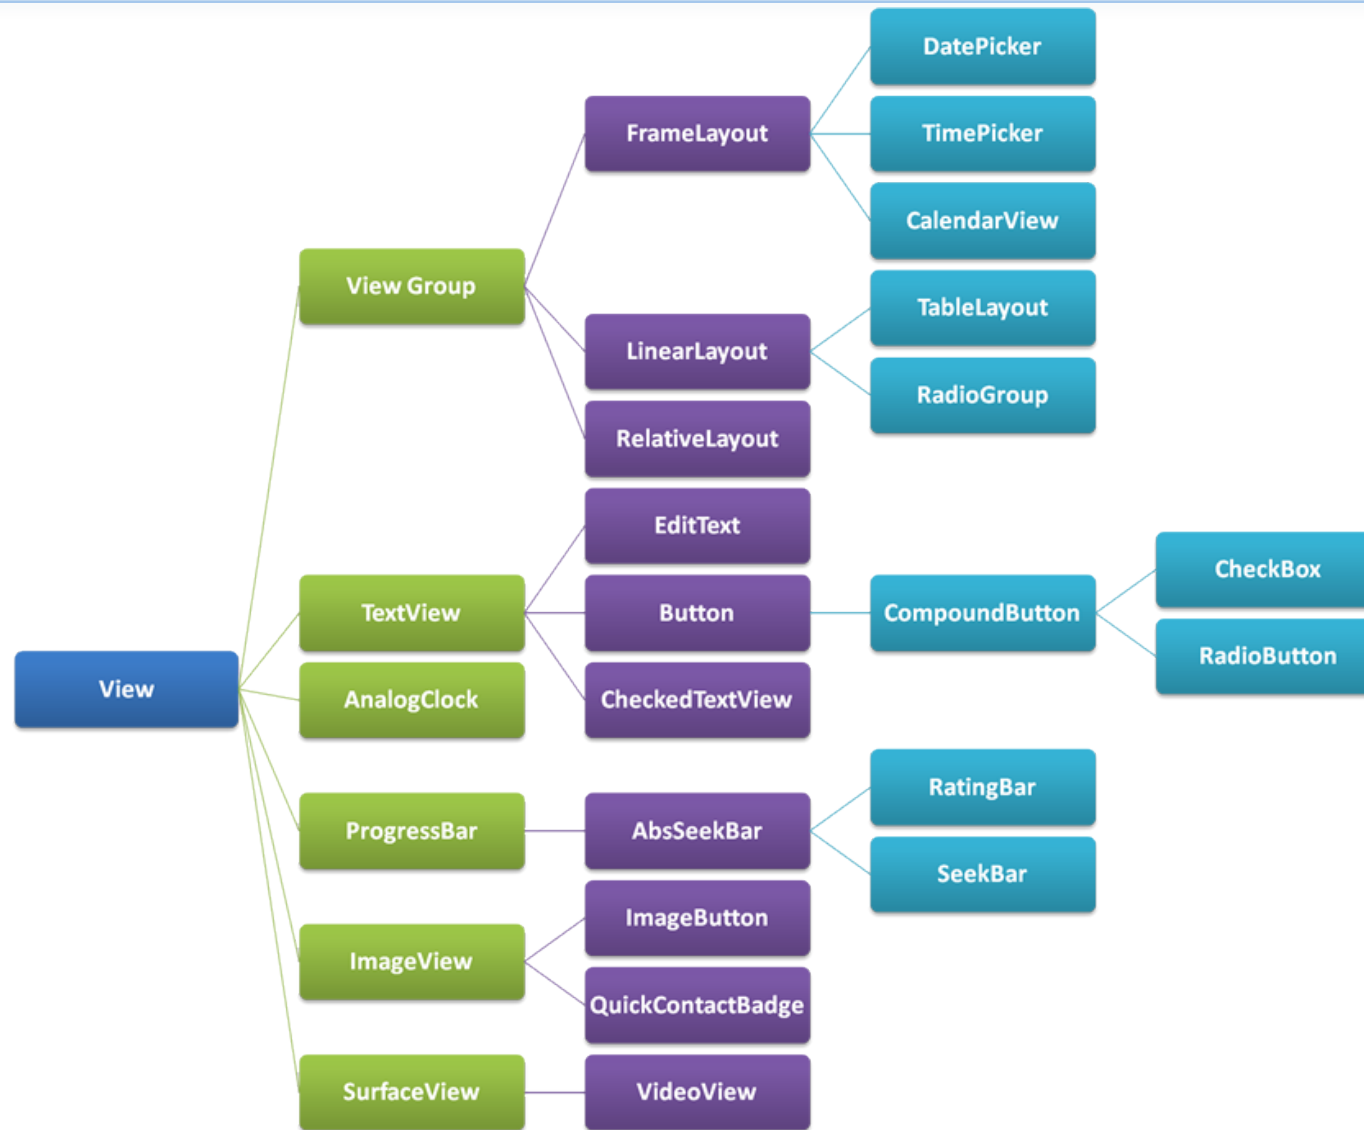 DatePicker
FrameLayout
TimePicker
CalendarView
View Group
TableLayout
LinearLayout
RadioGroup
RelativeLayout
EditText
CheckBox
TextView
Button
CompoundButton
RadioButton
View
AnalogClock
CheckedTextView
RatingBar
ProgressBar
AbsSeekBar
SeekBar
ImageButton
ImageView
QuickContactBadge
SurfaceView
VideoView